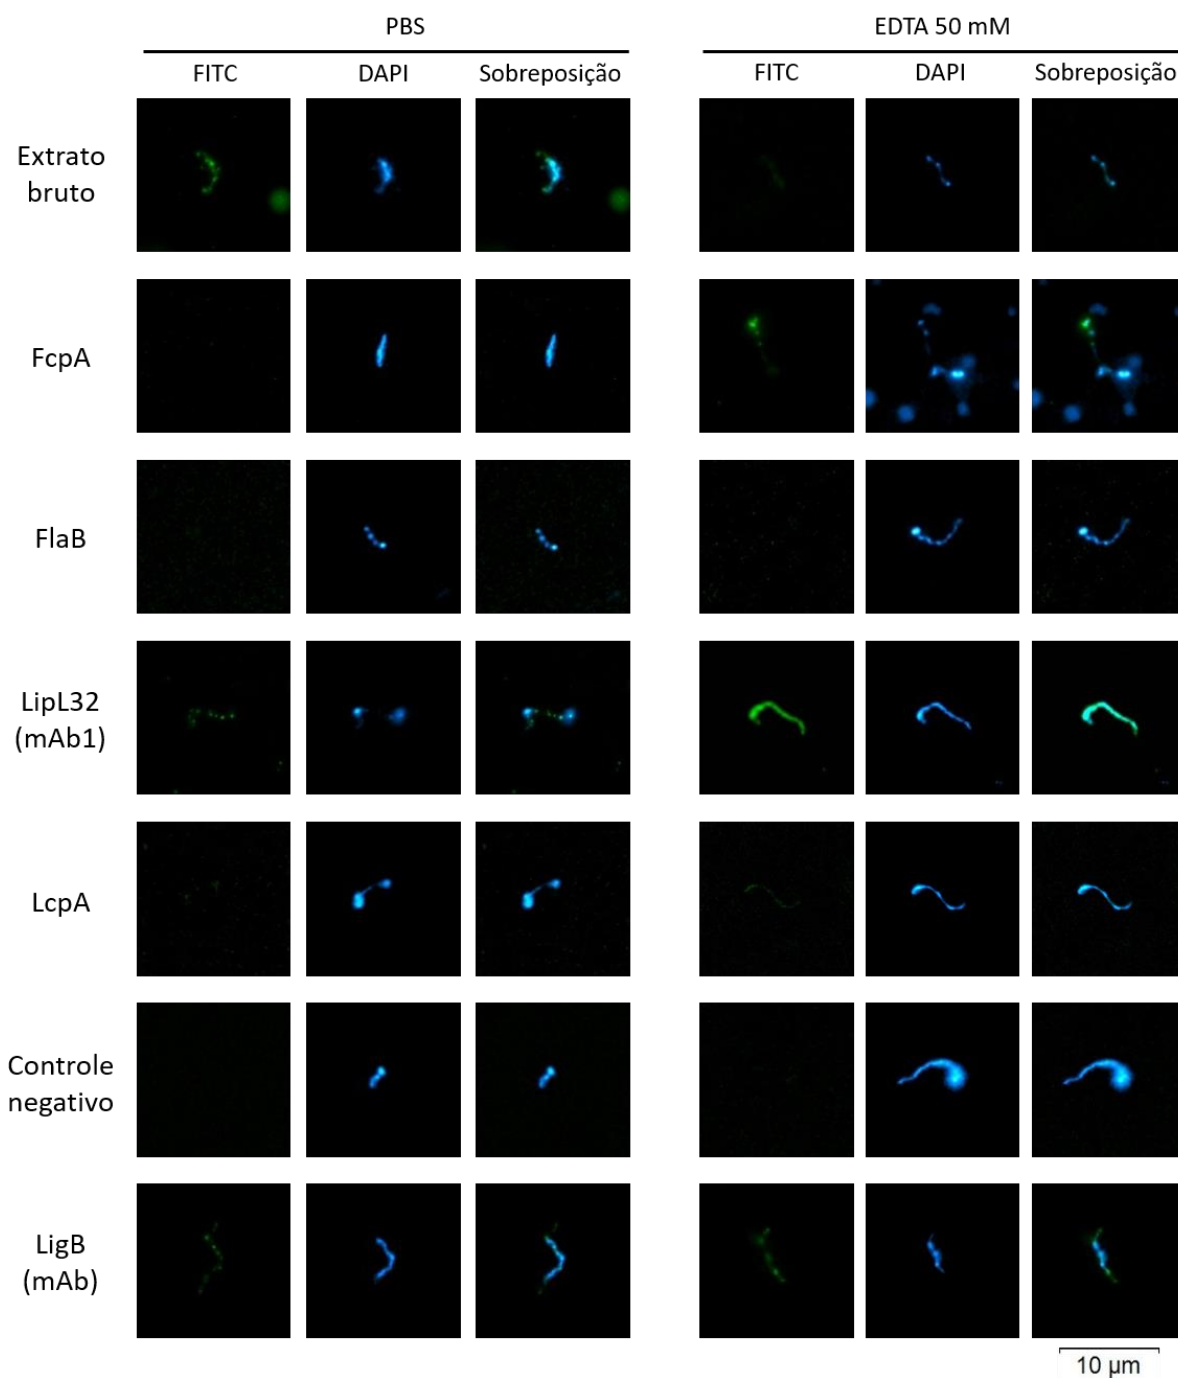 PBS
EDTA 50 mM
FITC
DAPI
Sobreposição
FITC
DAPI
Sobreposição
Extrato
bruto
FcpA
FlaB
LipL32
(mAb1)
LcpA
Controle
negativo
LigB
(mAb)
10 µm